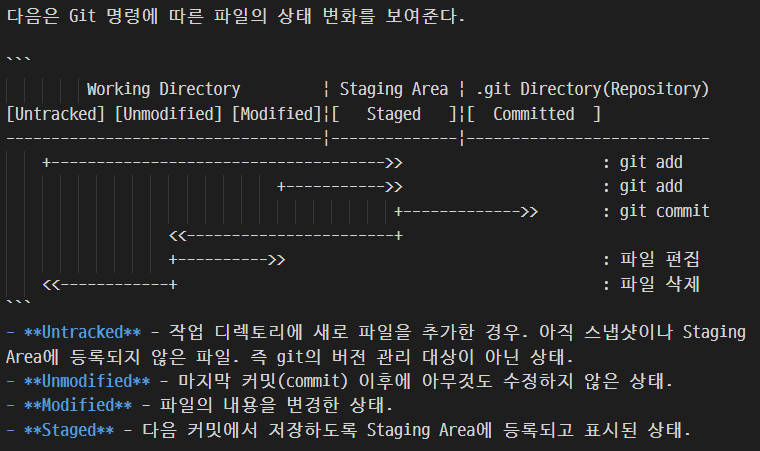 다음은 Git 명령에 따른 파일의 상태 변화를 보여준다.
```
         Working Directory         ¦ Staging Area ¦ .git Directory(Repository)
[Untracked] [Unmodified] [Modified]¦[   Staged   ]¦[  Committed  ]
-----------------------------------¦--------------¦---------------------------
    +------------------------------------->>                      : git add
                              +----------->>                      : git add
                                           +------------->>       : git commit
                  <<-----------------------+
                  +---------->>                                   : 파일 편집
    <<------------+                                               : 파일 삭제
```
- **Untracked** - 작업 디렉토리에 새로 파일을 추가한 경우. 아직 스냅샷이나 Staging
Area에 등록되지 않은 파일. 즉 git의 버전 관리 대상이 아닌 상태.
- **Unmodified** - 마지막 커밋(commit) 이후에 아무것도 수정하지 않은 상태.
- **Modified** - 파일의 내용을 변경한 상태.
- **Staged** - 다음 커밋에서 저장하도록 Staging Area에 등록되고 표시된 상태.